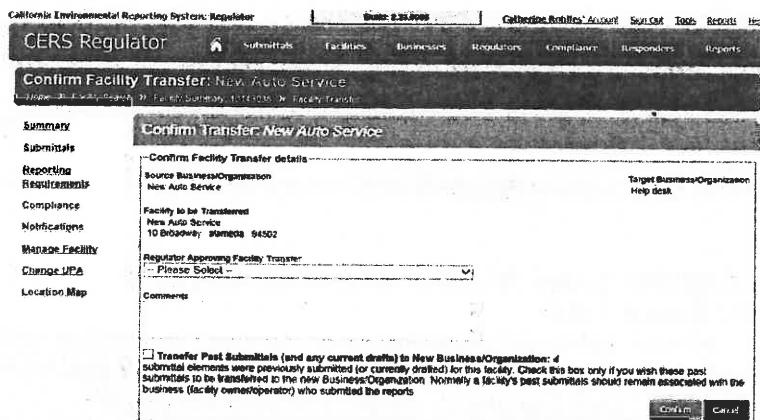 California Environmental Reporting System: Regulator
Build: 2.23.0005
Catherine Robles' Account Sign Out Tools Reports
CERS Regulator
Submittals Facilities Businesses Regulators Compliance Responders Reports
Confirm Facility Transfer: New Auto Service
Facility Transfer
Summary
Submittals
Reporting
Requirements
Compliance
Notifications
Manage Facility
Change UPA
Location Map
Confirm Transfer: New Auto Service
Confirm Facility Transfer details
Source Business/Organization
New Auto Service
Target Business/Organization
Help desk
Facility to be Transferred
New Auto Service
10 Broadway alameda 94502
Regulator Approving Facility Transfer
-- Please Select --
Comments
Transfer Past Submittals (and any current drafts) to New Business/Organization: 4
submittal elements were previously submitted (or currently drafted) for this facility. Check this box only if you wish these past
submittals to be transferred to the new Business/Organization. Normally a facility's past submittals should remain associated with the
business (facility owner/operator) who submitted the reports
Confirm Cancel